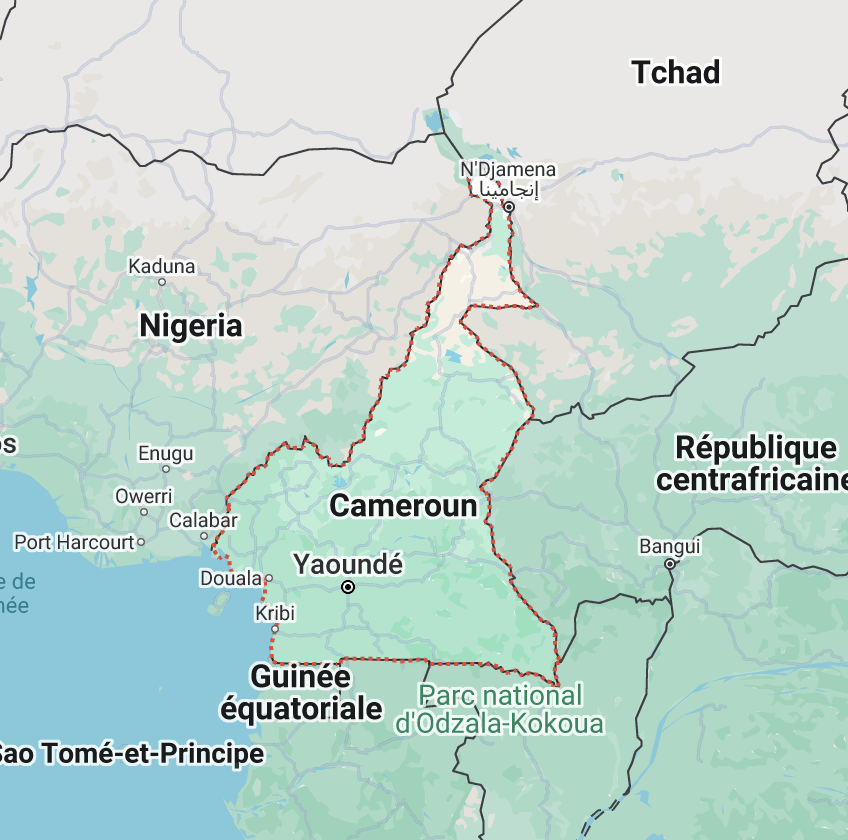 Tchad
N'Djamena
إنجامينا
Kaduna
Nigeria
os
République
centrafricaine
Enugu
Owerri
Calabar
Port Harcourt
Cameroun
Bangui
Yaoundé
Douala
e de
née
Kribi
Guinée
équatoriale
Parc national
d'Odzala-Kokoua
Sao Tomé-et-Principe